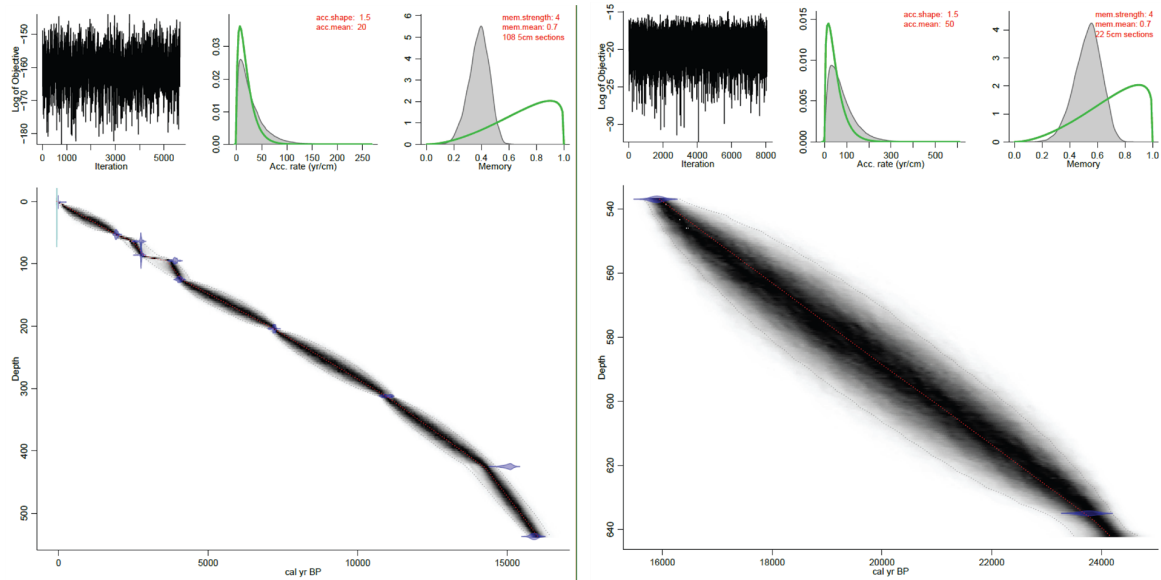 Log of Objective
−150
−160
−170
−180
0 1000 3000 5000
Iteration
acc.shape: 1.5
acc.mean: 20
0.03
0.02
0.01
0.00
0 50 100 150 200 250
Acc. rate (yr/cm)
mem.strength: 4
mem.mean: 0.7
108 5cm sections
6
5
4
3
2
1
0
0.0 0.2 0.4 0.6 0.8 1.0
Memory
Depth
0
100
200
300
400
500
0 5000 10000 15000
cal yr BP
Log of Objective
−15
−20
−25
−30
0 2000 4000 6000 8000
Iteration
acc.shape: 1.5
acc.mean: 50
0.015
0.010
0.005
0.000
0 100 200 300 400 500
Acc. rate (yr/cm)
mem.strength: 4
mem.mean: 0.7
22 5cm sections
4
3
2
1
0
0.0 0.2 0.4 0.6 0.8 1.0
Memory
Depth
540
560
580
600
620
640
16000 18000 20000 22000 24000
cal yr BP